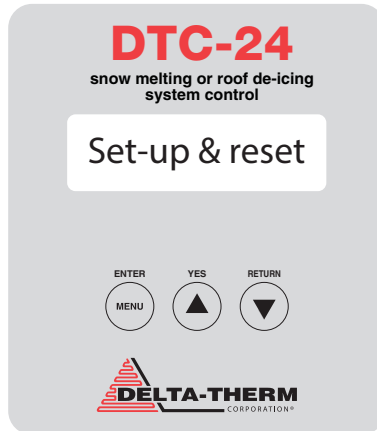 DTC-24
snow melting or roof de-icing
system control
Set-up & reset
ENTER YES RETURN
MENU
DELTA-THERM
CORPORATION®